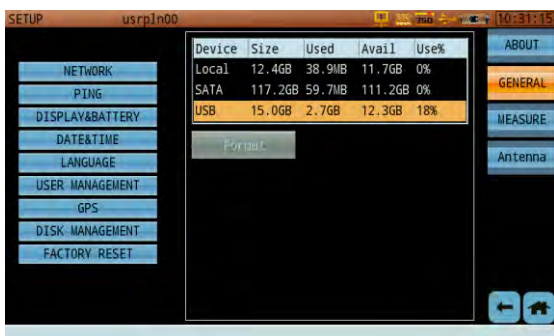 SETUP usrpIn00 10:31:15
Device Size Used Avail Use%
Local 12.4GB 38.9MB 11.7GB 0%
SATA 117.2GB 59.7MB 111.2GB 0%
USB 15.0GB 2.7GB 12.3GB 18%
Format
NETWORK
PING
DISPLAY&BATTERY
DATE&TIME
LANGUAGE
USER MANAGEMENT
GPS
DISK MANAGEMENT
FACTORY RESET
ABOUT
GENERAL
MEASURE
Antenna